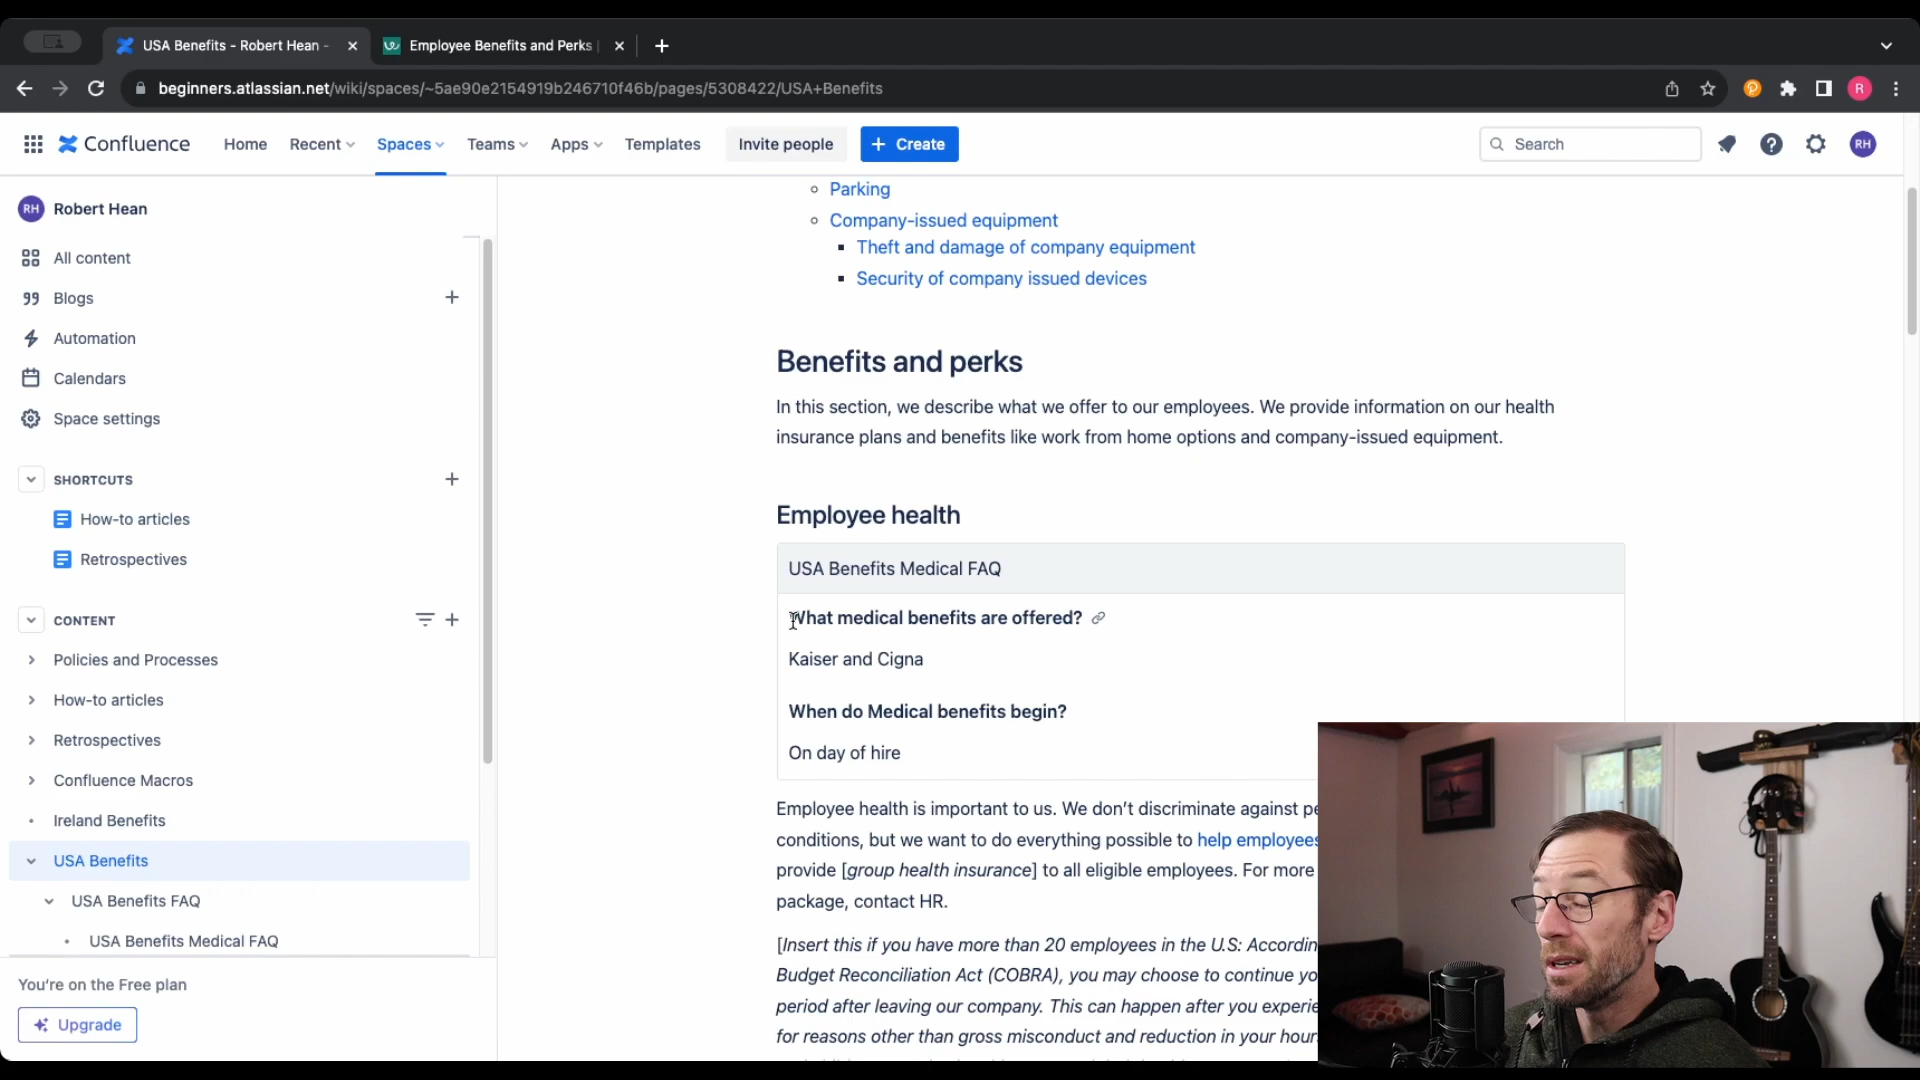 USA Benefits - Robert Hean -
Employee Benefits and Perks
beginners.atlassian.net/wiki/spaces/~5ae90e2154919b246710f46b/pages/5308422/USA+Benefits
R
Confluence
Home
Recent
Spaces
Teams
Apps
Templates
Invite people
+ Create
Search
RH
RH Robert Hean
All content
Blogs
Automation
Calendars
Space settings
SHORTCUTS
How-to articles
Retrospectives
CONTENT
Policies and Processes
How-to articles
Retrospectives
Confluence Macros
Ireland Benefits
USA Benefits
USA Benefits FAQ
USA Benefits Medical FAQ
You're on the Free plan
Upgrade
Parking
Company-issued equipment
Theft and damage of company equipment
Security of company issued devices
Benefits and perks
In this section, we describe what we offer to our employees. We provide information on our health
insurance plans and benefits like work from home options and company-issued equipment.
Employee health
USA Benefits Medical FAQ
What medical benefits are offered?
Kaiser and Cigna
When do Medical benefits begin?
On day of hire
Employee health is important to us. We don't discriminate against pe
conditions, but we want to do everything possible to help employees
provide [group health insurance] to all eligible employees. For more
package, contact HR.
[Insert this if you have more than 20 employees in the U.S: Accordin
Budget Reconciliation Act (COBRA), you may choose to continue yo
period after leaving our company. This can happen after you experie
for reasons other than gross misconduct and reduction in your hour